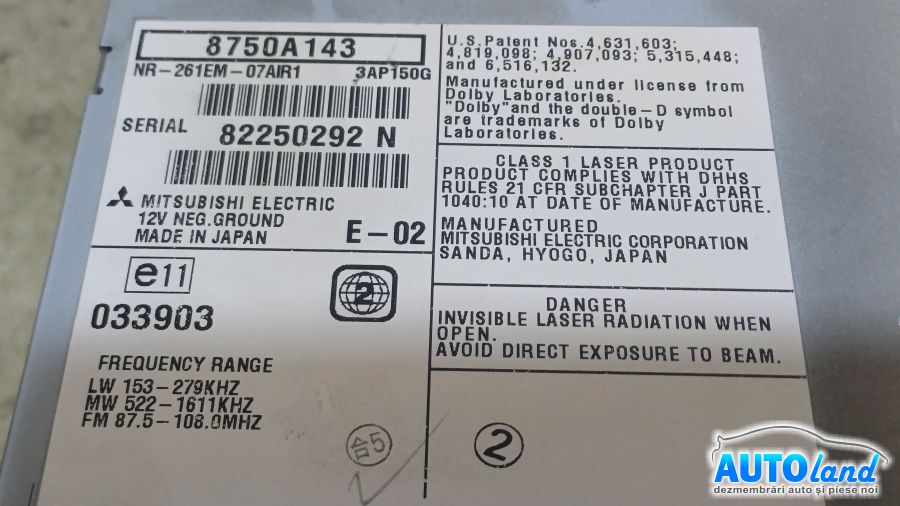 8750A143
NR-261EM-07AIR1 3AP150G
SERIAL 82250292 N
MITSUBISHI ELECTRIC
12V NEG.GROUND
MADE IN JAPAN E-02
e11
2
033903
FREQUENCY RANGE
LW 153-279KHZ
MW 522-1611KHZ
FM 87.5-108.0MHZ
合5
U.S.Patent Nos.4,631,603;
4,819,098; 4,907,093; 5,315,448;
and 6,516,132.
Manufactured under license from
Dolby Laboratories.
"Dolby"and the double-D symbol
are trademarks of Dolby
Laboratories.
CLASS 1 LASER PRODUCT
PRODUCT COMPLIES WITH DHHS
RULES 21 CFR SUBCHAPTER J PART
1040:10 AT DATE OF MANUFACTURE.
MANUFACTURED
MITSUBISHI ELECTRIC CORPORATION
SANDA, HYOGO, JAPAN
DANGER
INVISIBLE LASER RADIATION WHEN
OPEN.
AVOID DIRECT EXPOSURE TO BEAM.
2
AUTOland
dezmembrări auto și piese noi